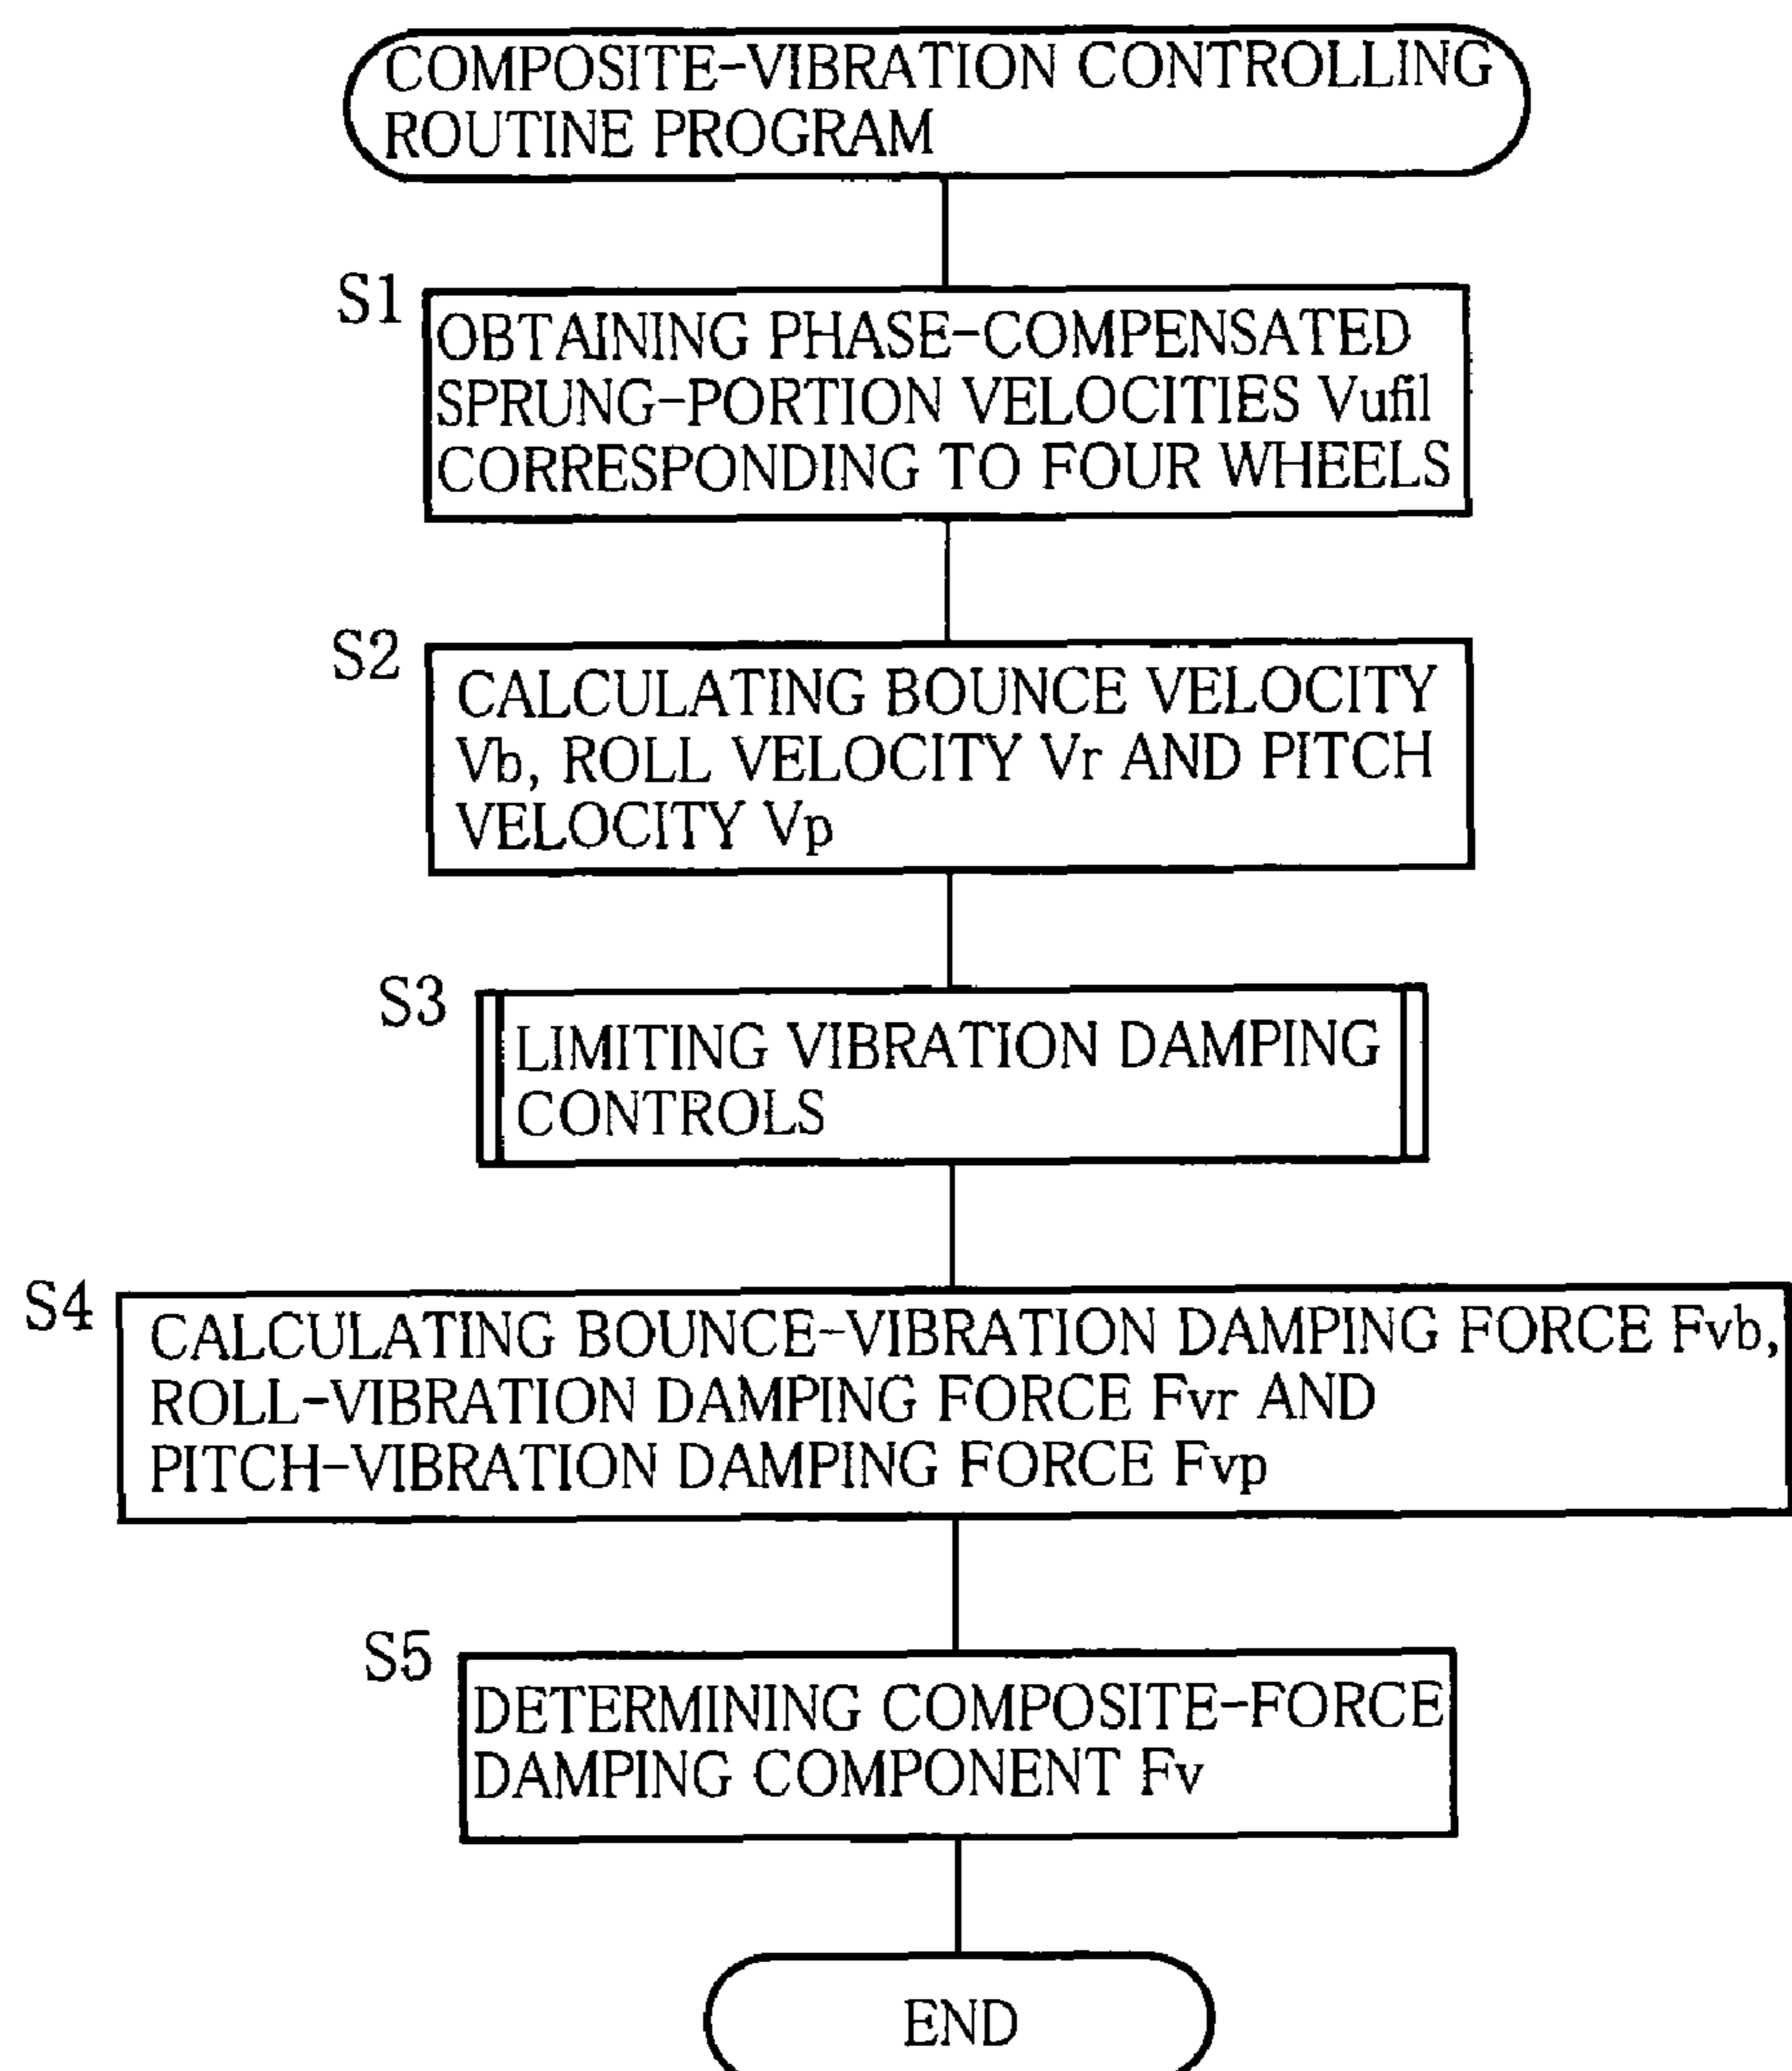 COMPOSITE-VIBRATION CONTROLLING
ROUTINE PROGRAM
S1
OBTAINING PHASE-COMPENSATED
SPRUNG-PORTION VELOCITIES Vufil
CORRESPONDING TO FOUR WHEELS
S2
CALCULATING BOUNCE VELOCITY
Vb, ROLL VELOCITY Vr AND PITCH
VELOCITY Vp
S3
LIMITING VIBRATION DAMPING
CONTROLS
S4
CALCULATING BOUNCE-VIBRATION DAMPING FORCE Fvb,
ROLL-VIBRATION DAMPING FORCE Fvr AND
PITCH-VIBRATION DAMPING FORCE Fvp
S5
DETERMINING COMPOSITE-FORCE
DAMPING COMPONENT Fv
END